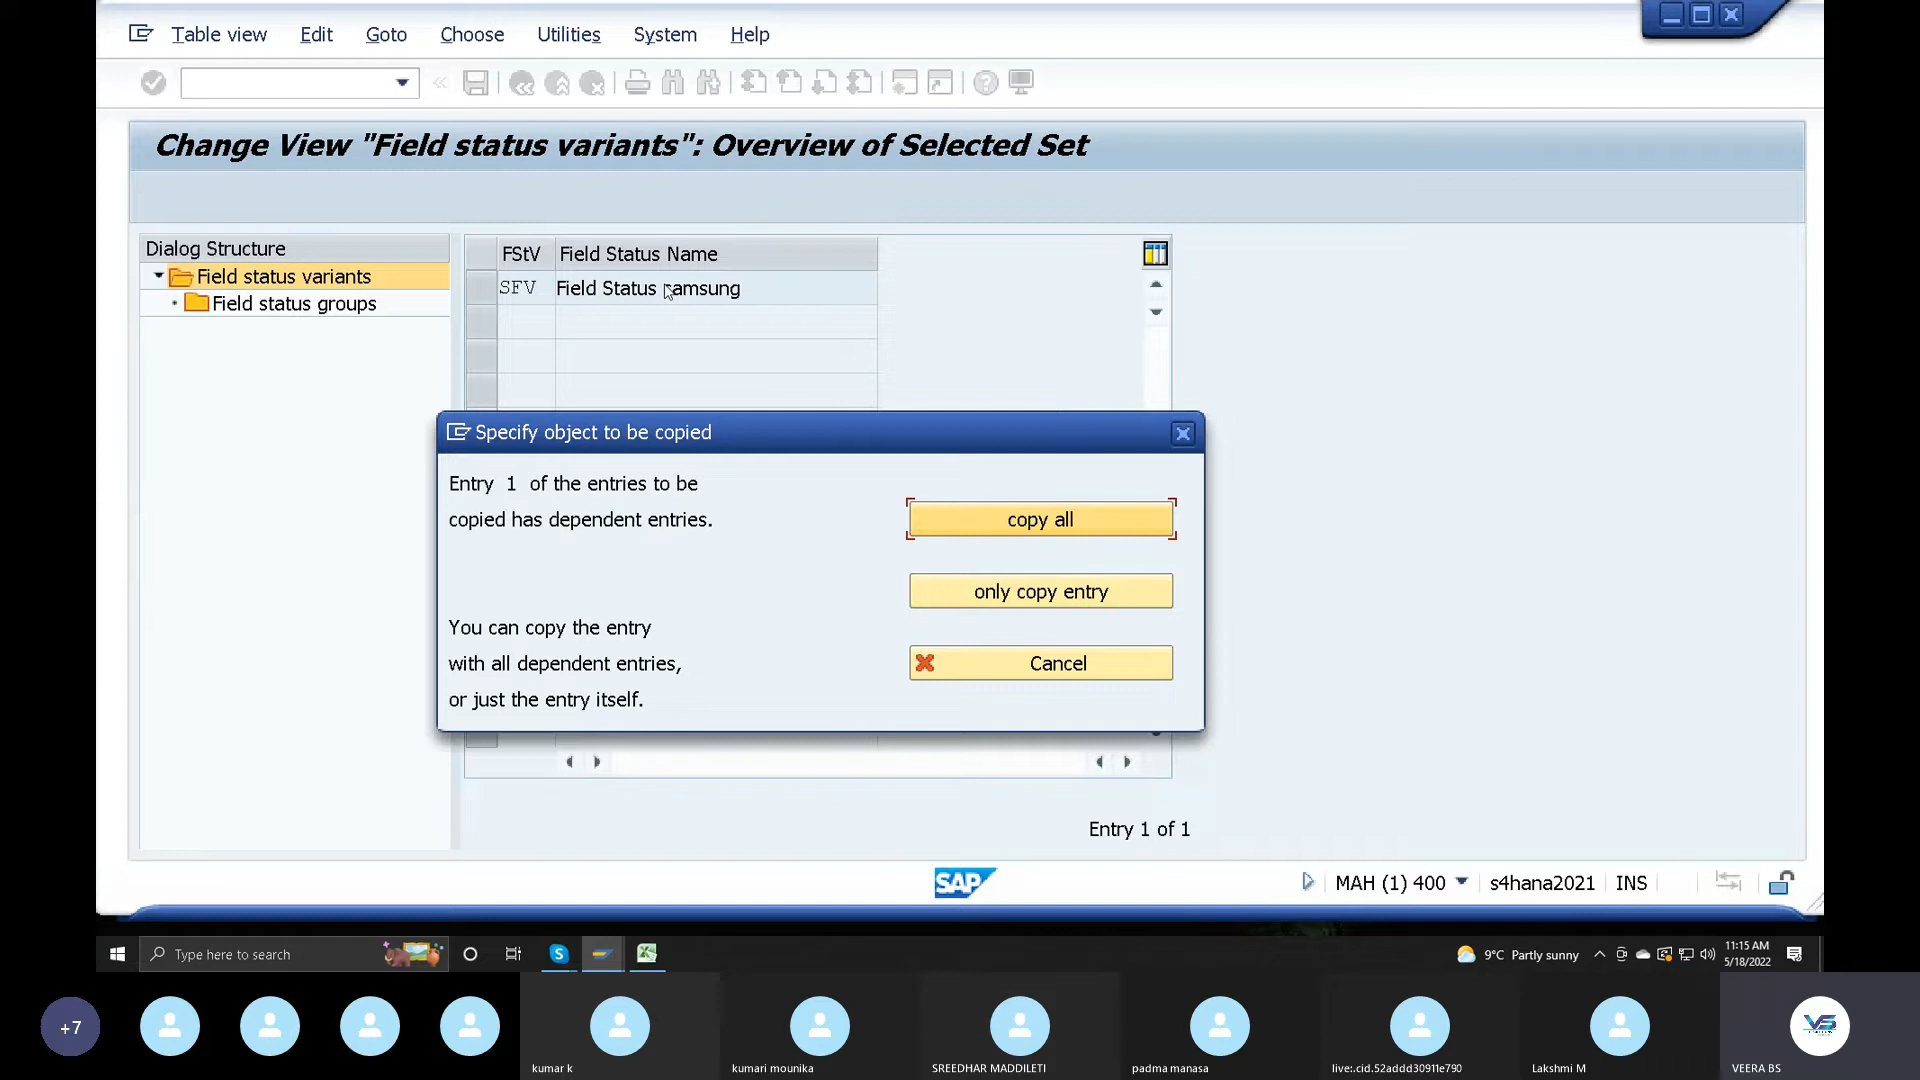 Table view Edit Goto Choose Utilities System Help
Change View "Field status variants": Overview of Selected Set
Dialog Structure
Field status variants
Field status groups
FStV Field Status Name
SFV Field Status samsung
Specify object to be copied
Entry 1 of the entries to be
copied has dependent entries.
You can copy the entry
with all dependent entries,
or just the entry itself.
copy all
only copy entry
Cancel
Entry 1 of 1
SAP
MAH (1) 400 s4hana2021 INS
Type here to search
9°C Partly sunny
11:15 AM
5/18/2022
+7
kumar k
kumari mounika
SREEDHAR MADDILETI
padma manasa
live:.cid.52addd30911e790
Lakshmi M
VS
VEERA BS